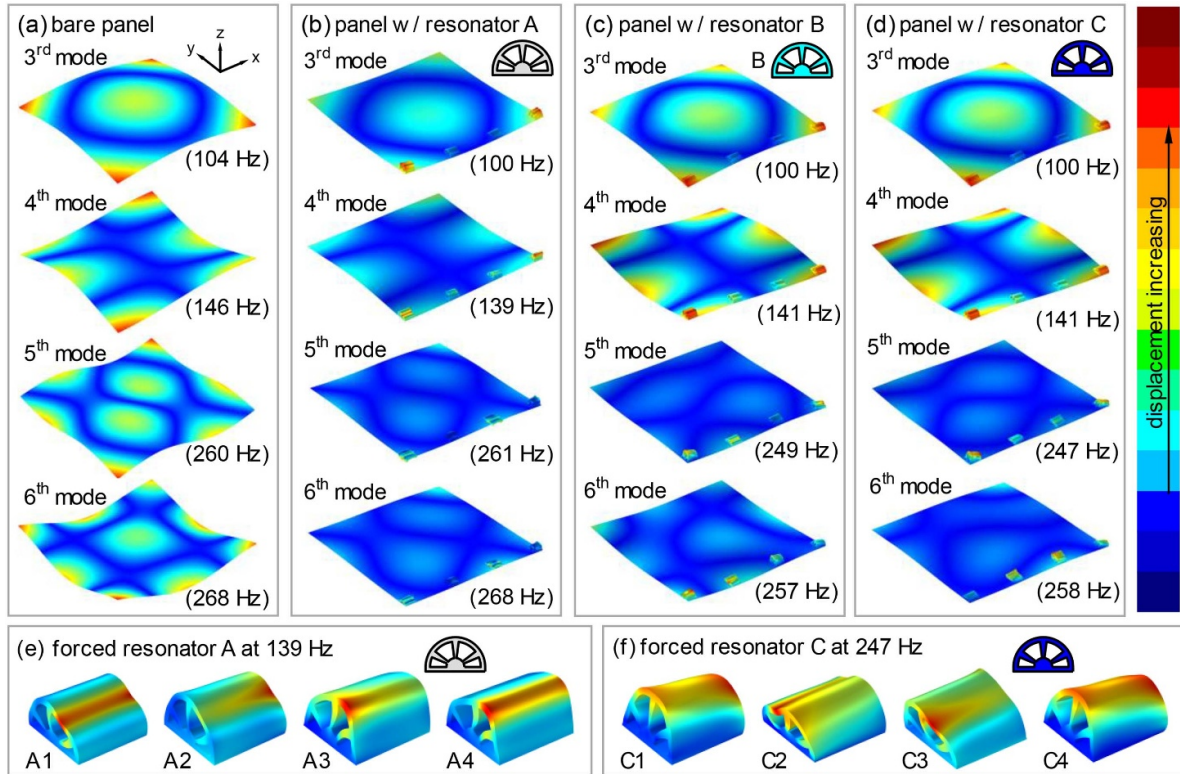 (a) bare panel
z
y
x
3rd mode
(104 Hz)
4th mode
(146 Hz)
5th mode
(260 Hz)
6th mode
(268 Hz)
(b) panel w/ resonator A
3rd mode
(100 Hz)
4th mode
(139 Hz)
5th mode
(261 Hz)
6th mode
(268 Hz)
(c) panel w/ resonator B
3rd mode
B
(100 Hz)
4th mode
(141 Hz)
5th mode
(249 Hz)
6th mode
(257 Hz)
(d) panel w/ resonator C
3rd mode
(100 Hz)
4th mode
(141 Hz)
5th mode
(247 Hz)
6th mode
(258 Hz)
displacement increasing
(e) forced resonator A at 139 Hz
A1
A2
A3
A4
(f) forced resonator C at 247 Hz
C1
C2
C3
C4